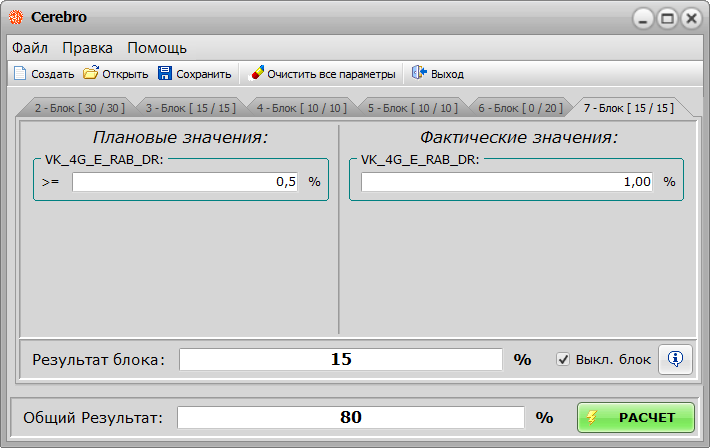 Cerebro
Файл Правка Помощь
Создать Открыть Сохранить Очистить все параметры Выход
2 - Блок [ 30 / 30 ] 3 - Блок [ 15 / 15 ] 4 - Блок [ 10 / 10 ] 5 - Блок [ 10 / 10 ] 6 - Блок [ 0 / 20 ] 7 - Блок [ 15 / 15 ]
Плановые значения: Фактические значения:
VK_4G_E_RAB_DR: VK_4G_E_RAB_DR:
>= 0,5 % 1,00 %
Результат блока: 15 % Выкл. блок
Общий Результат: 80 % РАСЧЕТ